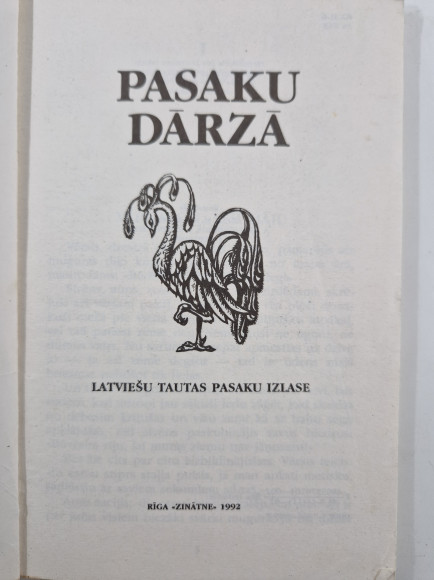 PASAKU
DĀRZĀ
LATVIEŠU TAUTAS PASAKU IZLASE
RĪGA «ZINĀTNE» 1992